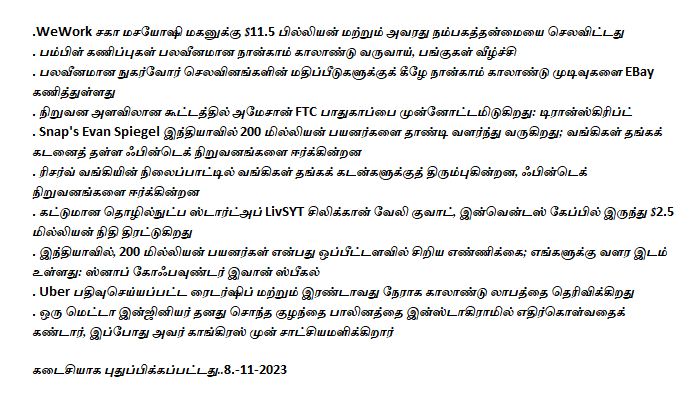 .WeWork சகா மசயோஷி மகனுக்கு $11.5 பில்லியன் மற்றும் அவரது நம்பகத்தன்மையை செலவிட்டது
. பம்பிள் கணிப்புகள் பலவீனமான நான்காம் காலாண்டு வருவாய், பங்குகள் வீழ்ச்சி
. பலவீனமான நுகர்வோர் செலவினங்களின் மதிப்பீடுகளுக்குக் கீழே நான்காம் காலாண்டு முடிவுகளை EBay
கணித்துள்ளது
. நிறுவன அளவிலான கூட்டத்தில் அமேசான் FTC பாதுகாப்பை முன்னோட்டமிடுகிறது: டிரான்ஸ்கிரிப்ட்
. Snap's Evan Spiegel இந்தியாவில் 200 மில்லியன் பயனர்களை தாண்டி வளர்ந்து வருகிறது; வங்கிகள் தங்கக்
கடனைத் தள்ள ஃபின்டெக் நிறுவனங்களை ஈர்க்கின்றன
. ரிசர்வ் வங்கியின் நிலைப்பாட்டில் வங்கிகள் தங்கக் கடன்களுக்குத் திரும்புகின்றன, ஃபின்டெக்
நிறுவனங்களை ஈர்க்கின்றன
. கட்டுமான தொழில்நுட்ப ஸ்டார்ட்அப் LivSYT சிலிக்கான் வேலி குவாட், இன்வென்டஸ் கேப்பில் இருந்து $2.5
மில்லியன் நிதி திரட்டுகிறது
. இந்தியாவில், 200 மில்லியன் பயனர்கள் என்பது ஒப்பீட்டளவில் சிறிய எண்ணிக்கை; எங்களுக்கு வளர இடம்
உள்ளது: ஸ்னாப் கோஃபவுண்டர் இவான் ஸ்பீகல்
. Uber பதிவுசெய்யப்பட்ட ரைடர்ஷிப் மற்றும் இரண்டாவது நேராக காலாண்டு லாபத்தை தெரிவிக்கிறது
. ஒரு மெட்டா இன்ஜினியர் தனது சொந்த குழந்தை பாலினத்தை இன்ஸ்டாகிராமில் எதிர்கொள்வதைக்
கண்டார், இப்போது அவர் காங்கிரஸ் முன் சாட்சியமளிக்கிறார்
கடைசியாக புதுப்பிக்கப்பட்டது..8.-11-2023